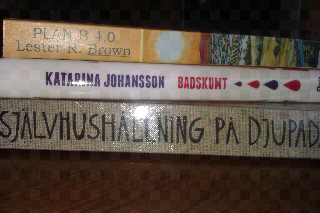 PLAN B 4.0
Lester R. Brown
KATARINA JOHANSSON BADSKUNT
SJÄLVHUSHÅLLNING PÅ DJUPAD